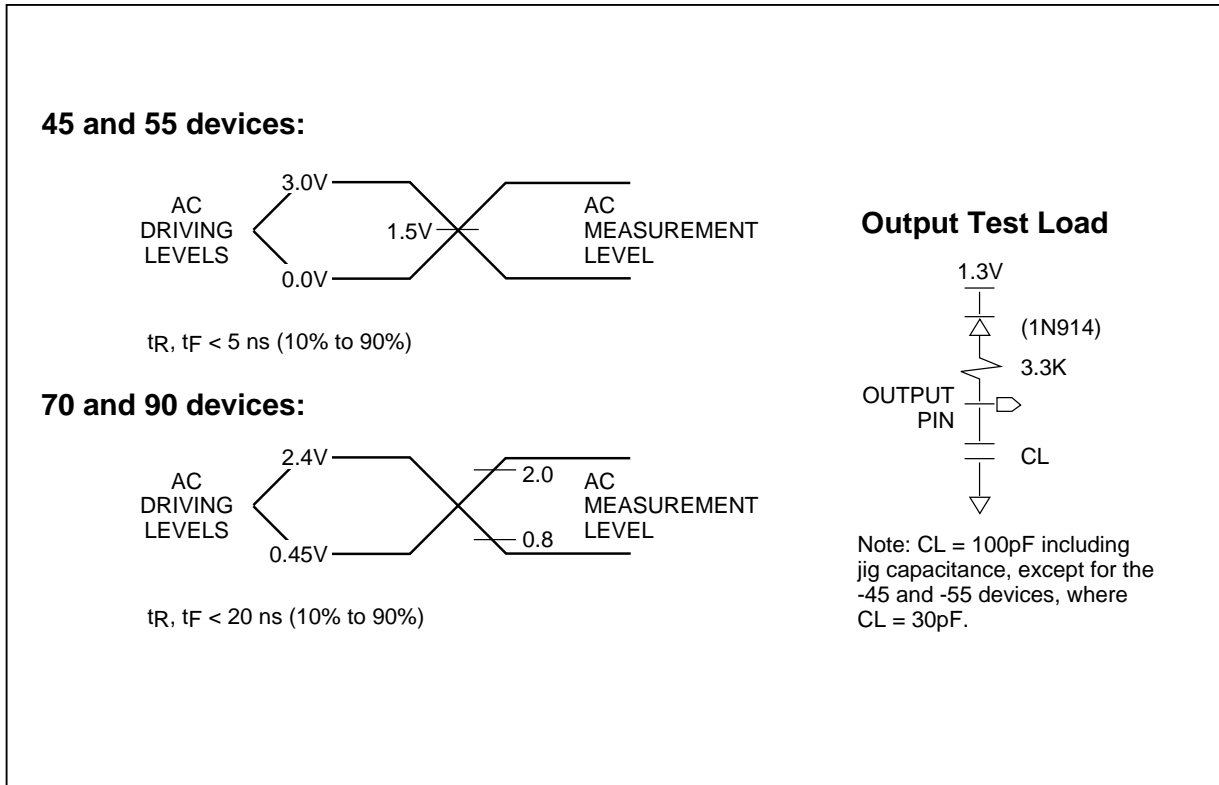 45 and 55 devices:
AC
DRIVING
LEVELS
3.0V
0.0V
1.5V
AC
MEASUREMENT
LEVEL
tR, tF < 5 ns (10% to 90%)
70 and 90 devices:
AC
DRIVING
LEVELS
2.4V
0.45V
2.0
0.8
AC
MEASUREMENT
LEVEL
tR, tF < 20 ns (10% to 90%)
Output Test Load
1.3V
(1N914)
3.3K
OUTPUT
PIN
CL
Note: CL = 100pF including
jig capacitance, except for the
-45 and -55 devices, where
CL = 30pF.